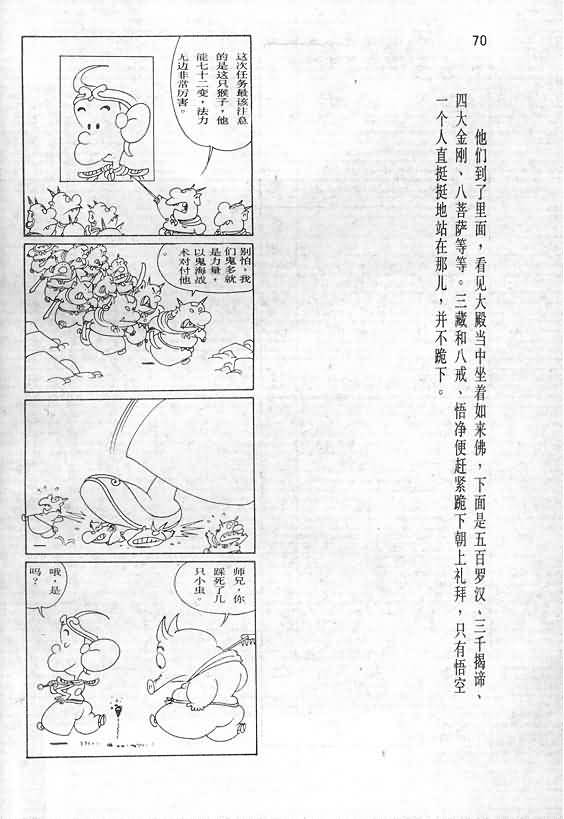 70
他们到了里面，看见大殿当中坐着如来佛，下面是五百罗汉、三千揭谛、
四大金刚、八菩萨等等。三藏和八戒、悟净便赶紧跪下朝上礼拜，只有悟空
一个人直挺挺地站在那儿，并不跪下。
这次任务最该注意
的是这只猴子，他
能七十二变，法力
无边非常厉害。
别怕，我
们鬼多就
是力量，
以鬼海战
术对付他
。
师兄，你
踩死了几
只小虫。
哦，是
吗？